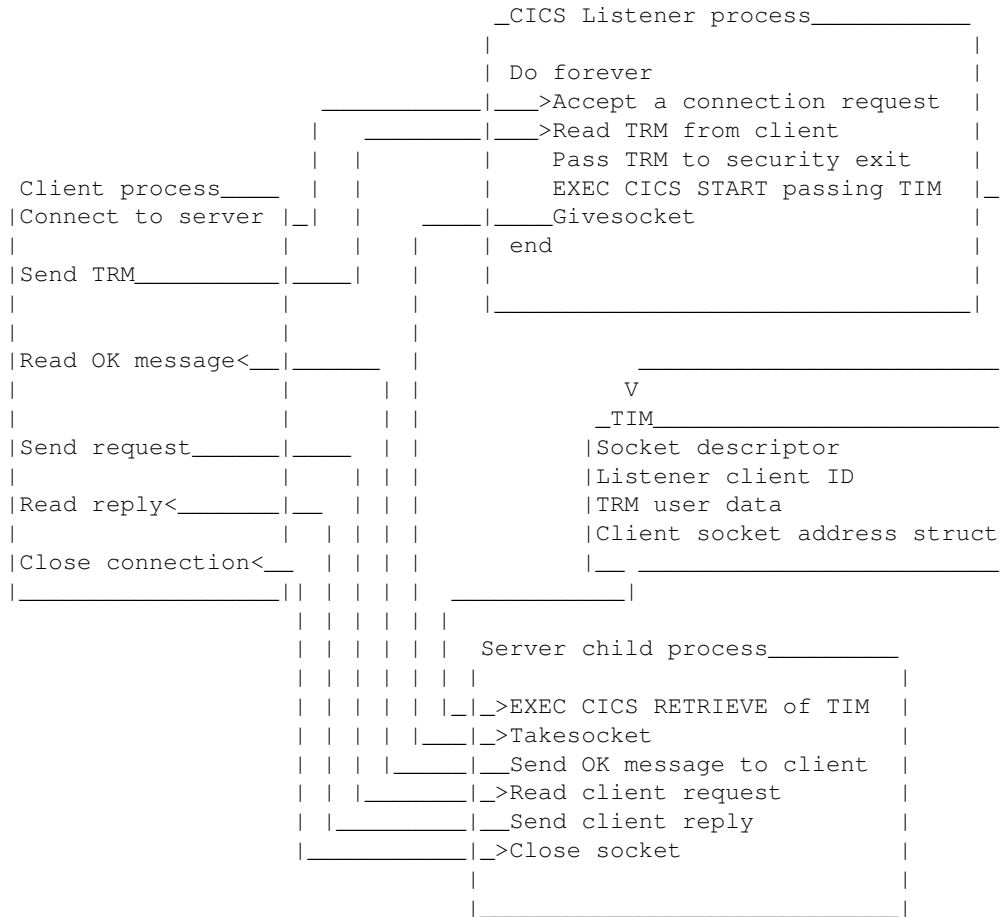 CICS Listener process
Do forever
>Accept a connection request
>Read TRM from client
Pass TRM to security exit
Client process
EXEC CICS START passing TIM
Connect to server
Givesocket
end
Send TRM
Read OK message<
V
TIM
Send request
Socket descriptor
Listener client ID
Read reply<
TRM user data
Client socket address struct
Close connection<
Server child process
>EXEC CICS RETRIEVE of TIM
>Takesocket
Send OK message to client
>Read client request
Send client reply
>Close socket